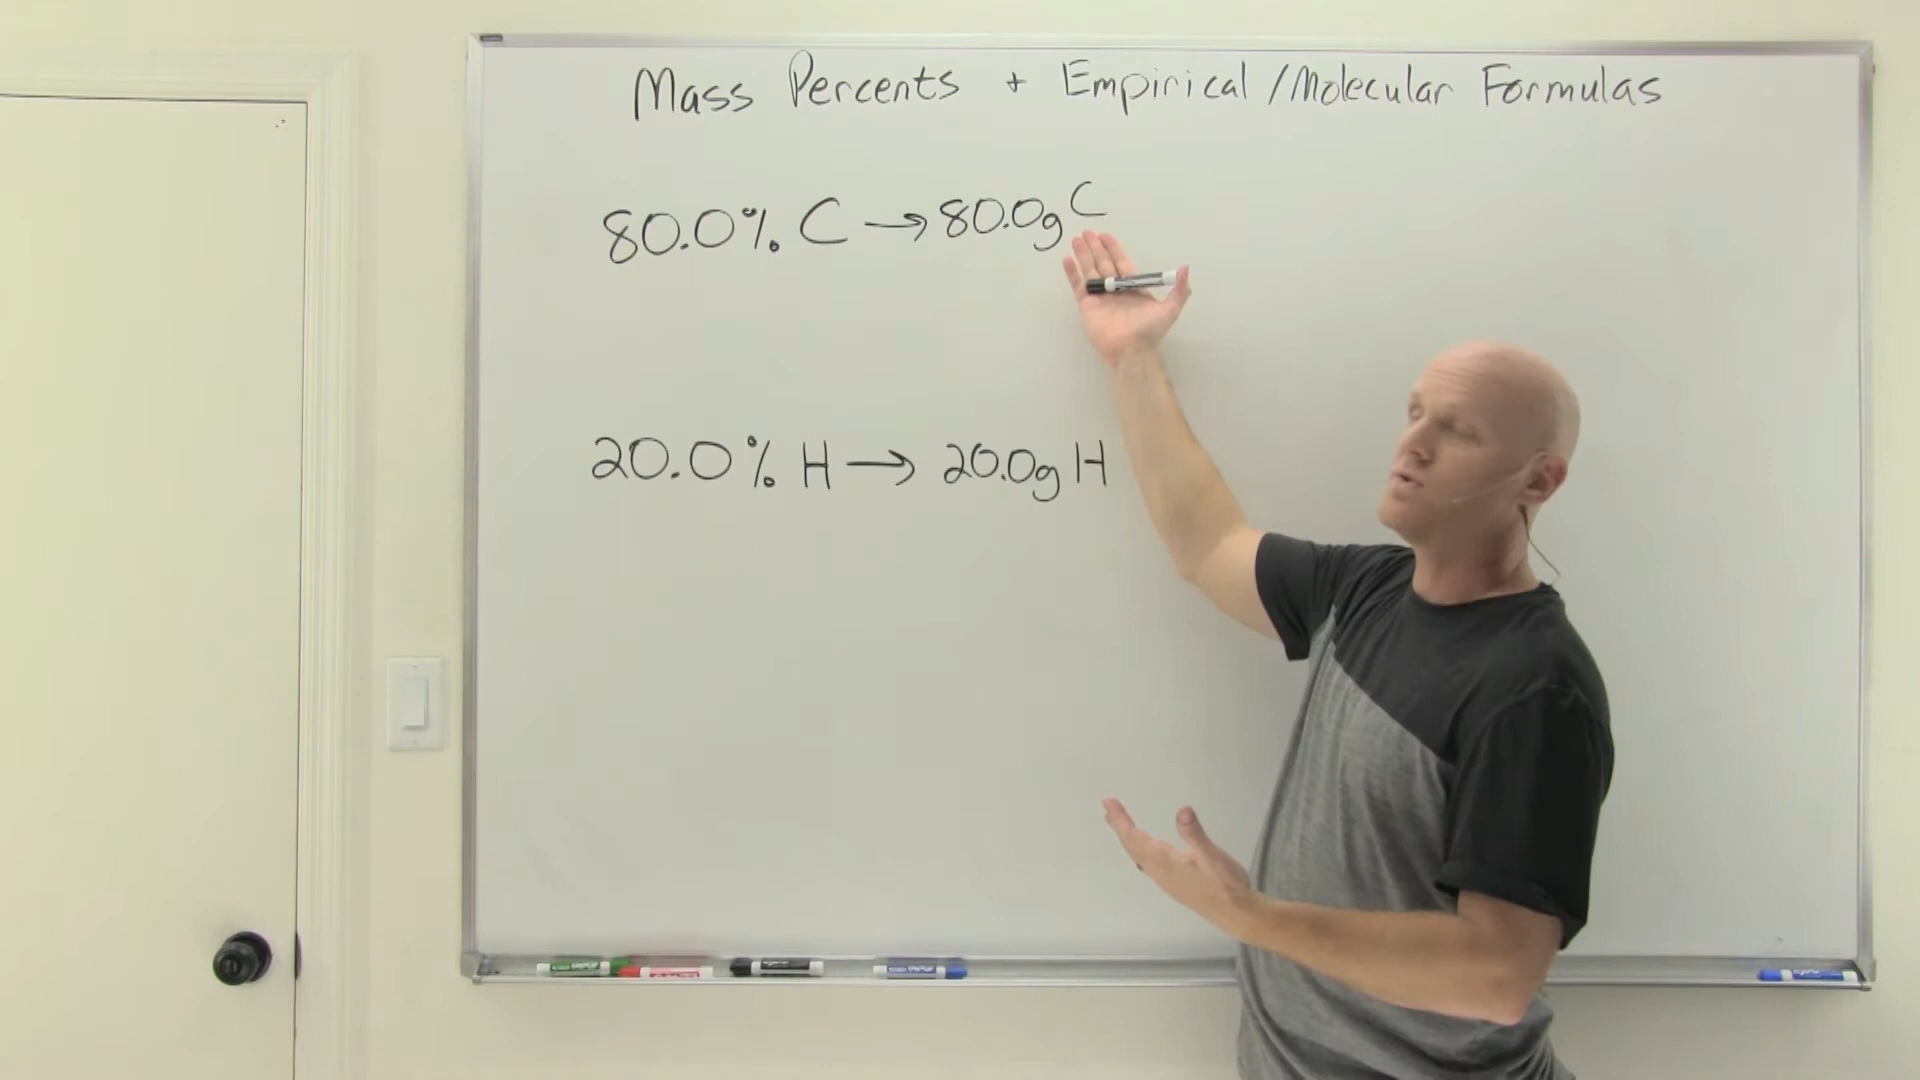 Mass Percents + Empirical/Molecular Formulas
80.0% C → 80.0g C
20.0% H → 20.0g H